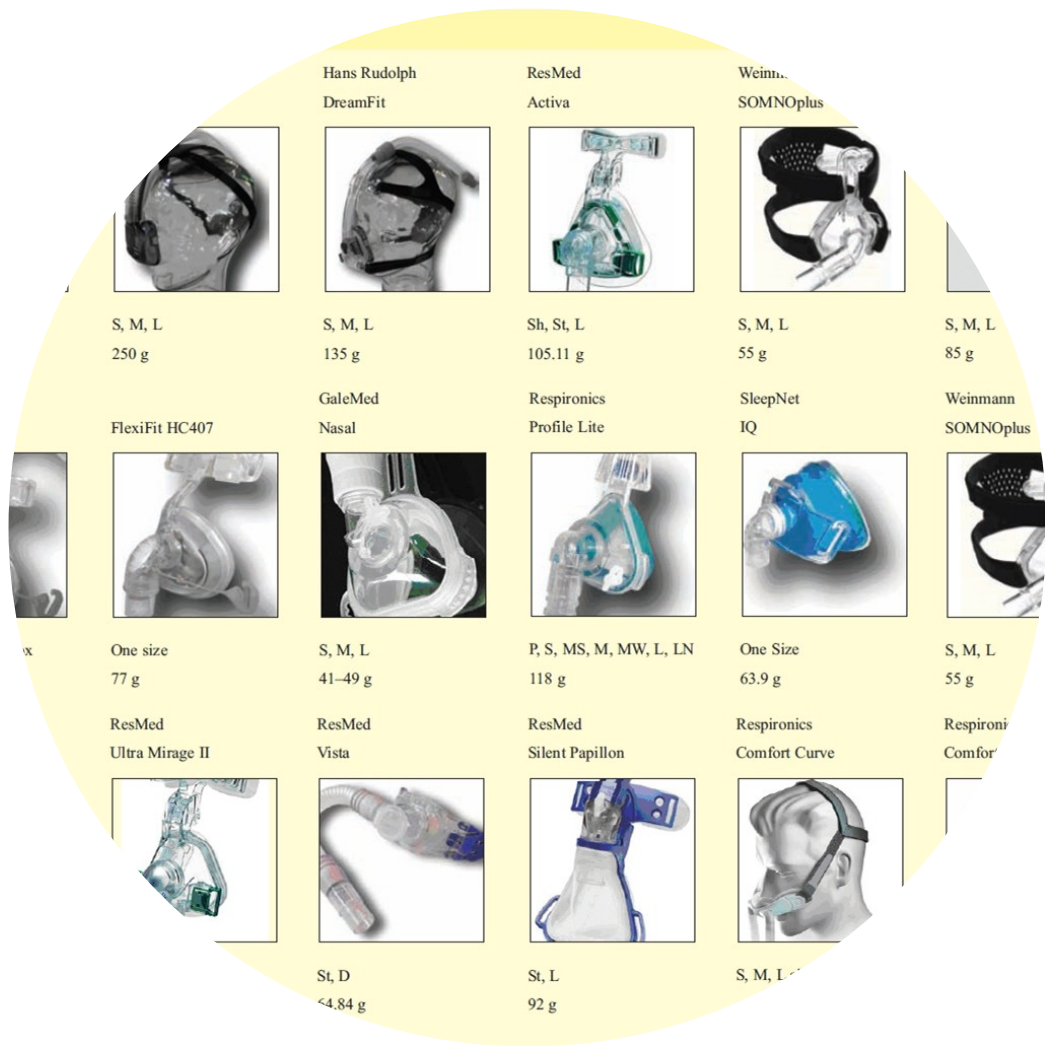 Hans Rudolph
DreamFit
ResMed
Activa
SOMNOplus
S, M, L
250 g
S, M, L
135 g
Sh, St, L
105.11 g
S, M, L
55 g
S, M, L
85 g
FlexiFit HC407
GaleMed
Nasal
Respironics
Profile Lite
SleepNet
IQ
Weinmann
SOMNOplus
One size
77 g
S, M, L
41–49 g
P, S, MS, M, MW, L, LN
118 g
One Size
63.9 g
S, M, L
55 g
ResMed
Ultra Mirage II
ResMed
Vista
ResMed
Silent Papillon
Respironics
Comfort Curve
St, D
64.84 g
St, L
92 g
S, M, L